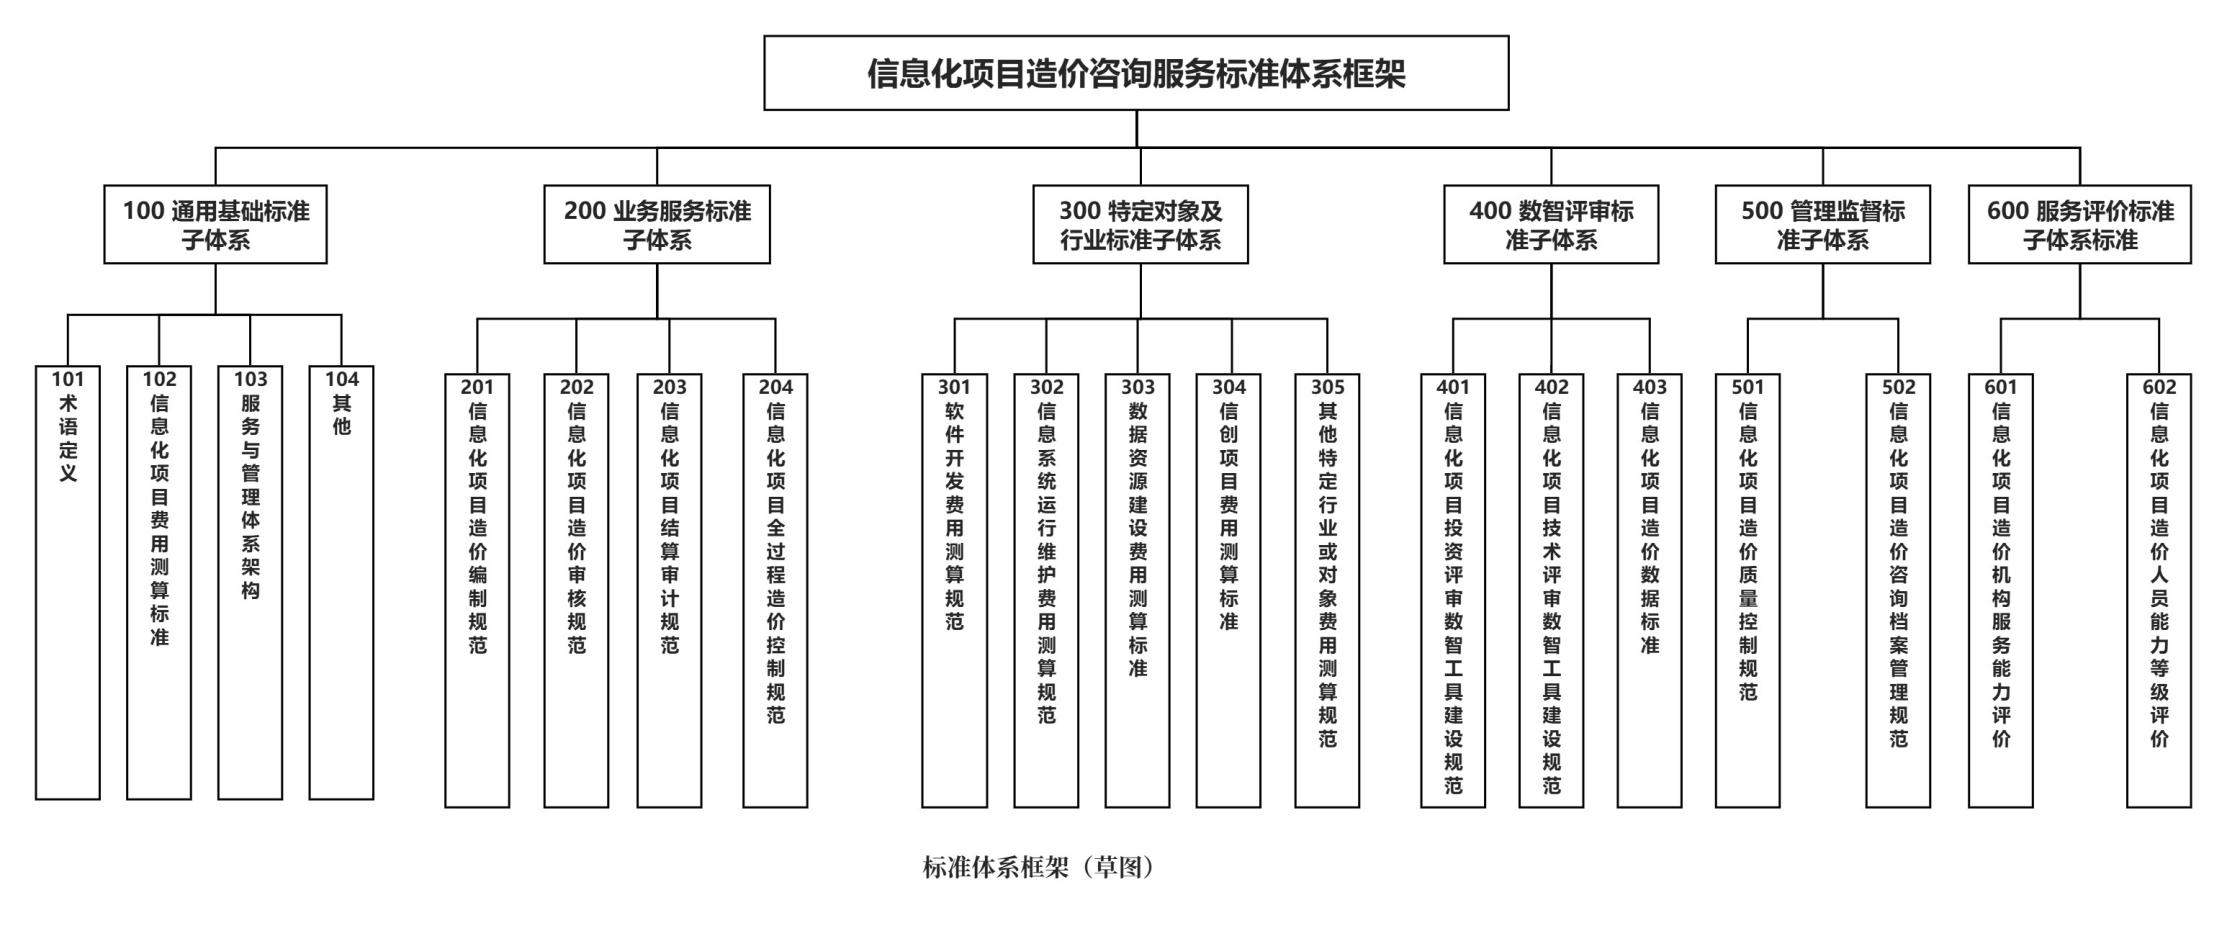 信息化项目造价咨询服务标准体系框架
100 通用基础标准
子体系
200 业务服务标准
子体系
300 特定对象及
行业标准子体系
400 数智评审标
准子体系
500 管理监督标
准子体系
600 服务评价标准
子体系标准
101
术语定义
102
信息化项目费用测算标准
103
服务与管理体系架构
104
其他
201
信息化项目造价编制规范
202
信息化项目造价审核规范
203
信息化项目结算审计规范
204
信息化项目全过程造价控制规范
301
软件开发费用测算规范
302
信息系统运行维护费用测算规范
303
数据资源建设费用测算标准
304
信创项目费用测算标准
305
其他特定行业或对象费用测算规范
401
信息化项目投资评审数智工具建设规范
402
信息化项目技术评审数智工具建设规范
403
信息化项目造价数据标准
501
信息化项目造价质量控制规范
502
信息化项目造价咨询档案管理规范
601
信息化项目造价机构服务能力评价
602
信息化项目造价人员能力等级评价
标准体系框架（草图）